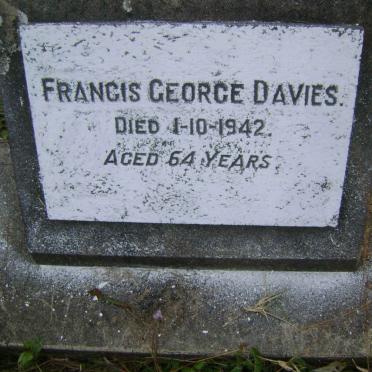 FRANCIS GEORGE DAVIES.
DIED 1-10-1942.
AGED 64 YEARS